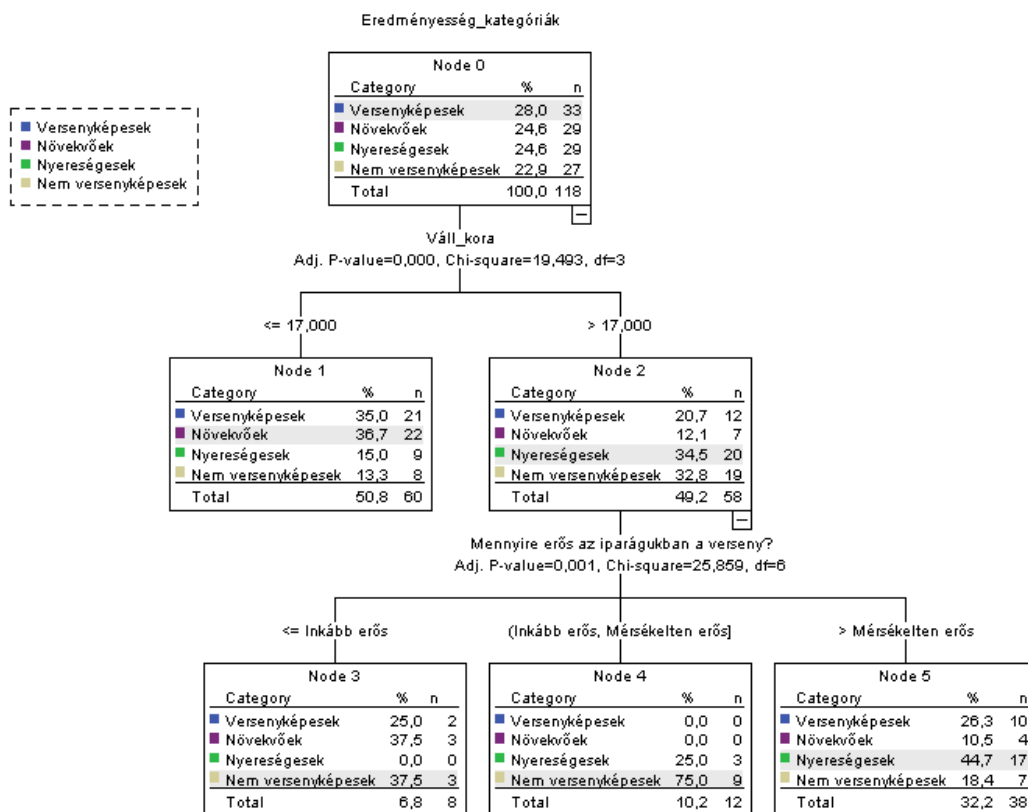 Eredményesség_kategóriák
Versenyképesek
Növekvőek
Nyereségesek
Nem versenyképesek
Node 0
Category % n
Versenyképesek 28,0 33
Növekvőek 24,6 29
Nyereségesek 24,6 29
Nem versenyképesek 22,9 27
Total 100,0 118
Váll_kora
Adj. P-value=0,000, Chi-square=19,493, df=3
<= 17,000
> 17,000
Node 1
Category % n
Versenyképesek 35,0 21
Növekvőek 36,7 22
Nyereségesek 15,0 9
Nem versenyképesek 13,3 8
Total 50,8 60
Node 2
Category % n
Versenyképesek 20,7 12
Növekvőek 12,1 7
Nyereségesek 34,5 20
Nem versenyképesek 32,8 19
Total 49,2 58
Mennyire erős az iparágukban a verseny?
Adj. P-value=0,001, Chi-square=25,859, df=6
<= Inkább erős
(Inkább erős, Mérsékelten erős]
> Mérsékelten erős
Node 3
Category % n
Versenyképesek 25,0 2
Növekvőek 37,5 3
Nyereségesek 0,0 0
Nem versenyképesek 37,5 3
Total 6,8 8
Node 4
Category % n
Versenyképesek 0,0 0
Növekvőek 0,0 0
Nyereségesek 25,0 3
Nem versenyképesek 75,0 9
Total 10,2 12
Node 5
Category % n
Versenyképesek 26,3 10
Növekvőek 10,5 4
Nyereségesek 44,7 17
Nem versenyképesek 18,4 7
Total 32,2 38